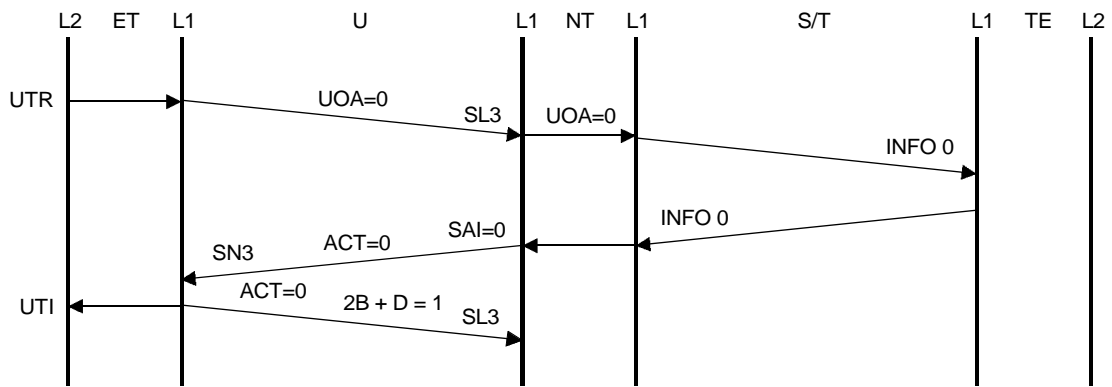 L2 ET L1 U L1 NT L1 S/T L1 TE L2
UTR
UOA=0
SL3
UOA=0
INFO 0
INFO 0
SAI=0
ACT=0
SN3
ACT=0
2B + D = 1
UTI
SL3